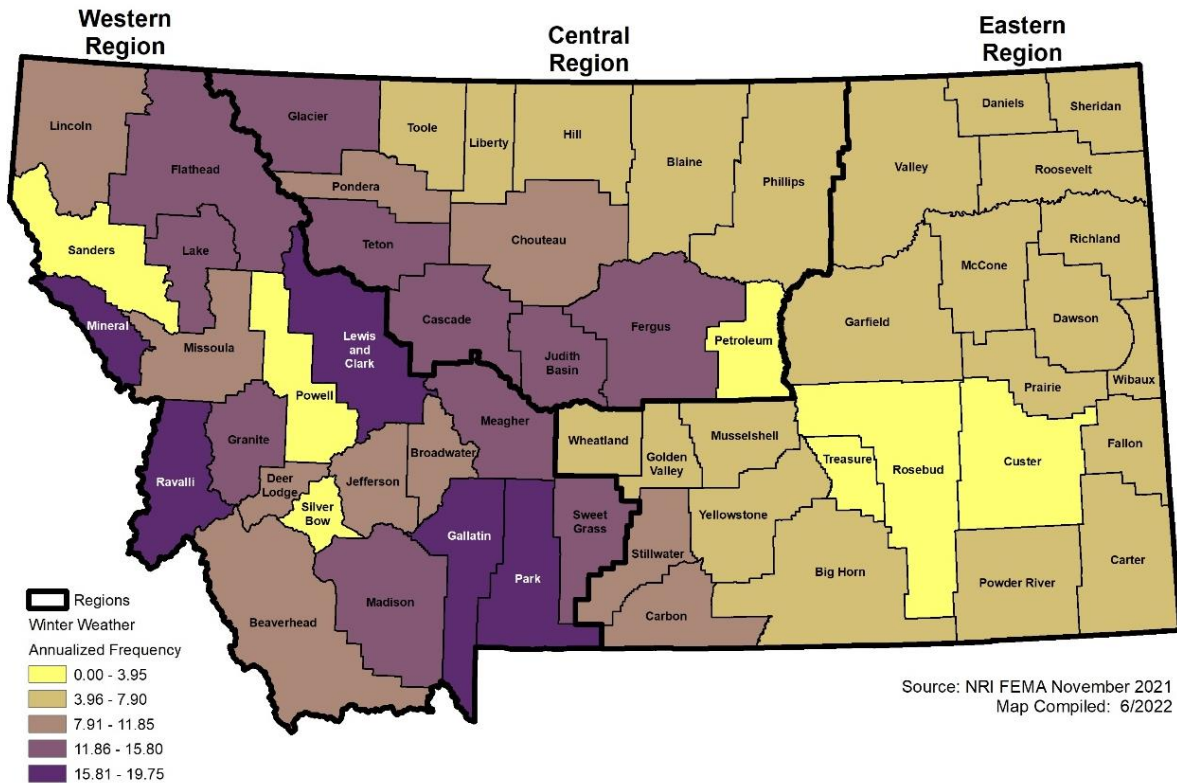 Western
Region
Central
Region
Eastern
Region
Lincoln
Flathead
Glacier
Toole
Liberty
Hill
Blaine
Phillips
Valley
Daniels
Sheridan
Roosevelt
Pondera
Sanders
Lake
Teton
Chouteau
Richland
McCone
Mineral
Missoula
Lewis
and
Clark
Cascade
Judith
Basin
Fergus
Petroleum
Garfield
Dawson
Prairie
Wibaux
Powell
Ravalli
Granite
Deer
Lodge
Silver
Bow
Jefferson
Broadwater
Meagher
Wheatland
Golden
Valley
Musselshell
Treasure
Rosebud
Custer
Fallon
Gallatin
Park
Sweet
Grass
Stillwater
Yellowstone
Big Horn
Powder River
Carter
Beaverhead
Madison
Carbon
Regions
Winter Weather
Annualized Frequency
0.00 - 3.95
3.96 - 7.90
7.91 - 11.85
11.86 - 15.80
15.81 - 19.75
Source: NRI FEMA November 2021
Map Compiled: 6/2022